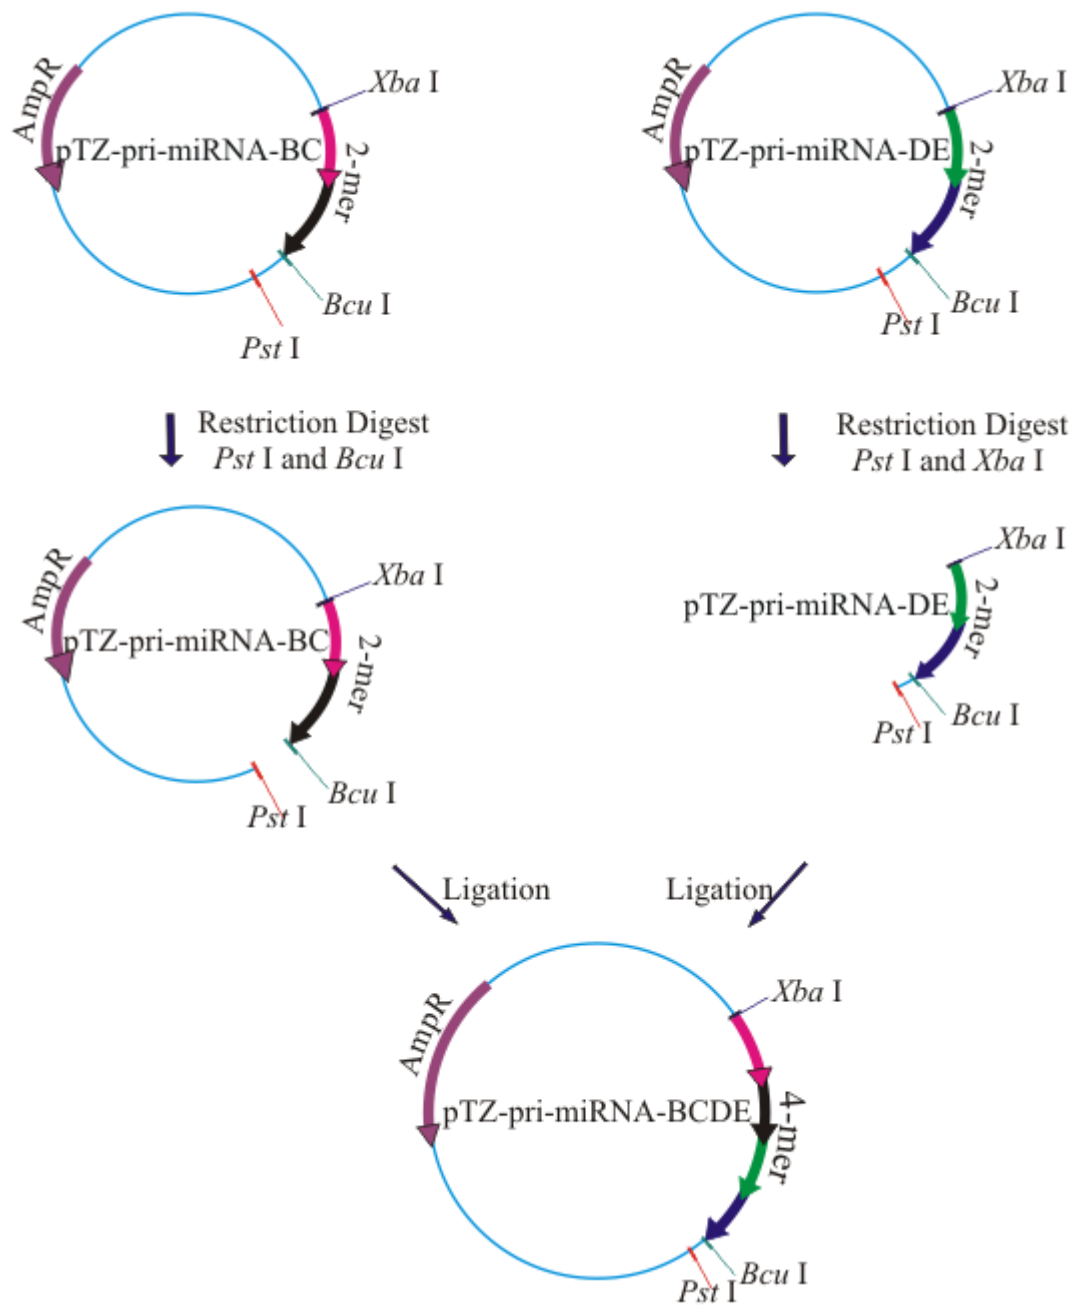 AmpR
Xba I
pTZ-pri-miRNA-BC
2-mer
Bcu I
Pst I
AmpR
Xba I
pTZ-pri-miRNA-DE
2-mer
Bcu I
Pst I
Restriction Digest
Pst I and Bcu I
Restriction Digest
Pst I and Xba I
AmpR
Xba I
pTZ-pri-miRNA-BC
2-mer
Bcu I
Pst I
Xba I
pTZ-pri-miRNA-DE
2-mer
Bcu I
Pst I
Ligation
Ligation
AmpR
Xba I
pTZ-pri-miRNA-BCDE
4-mer
Bcu I
Pst I